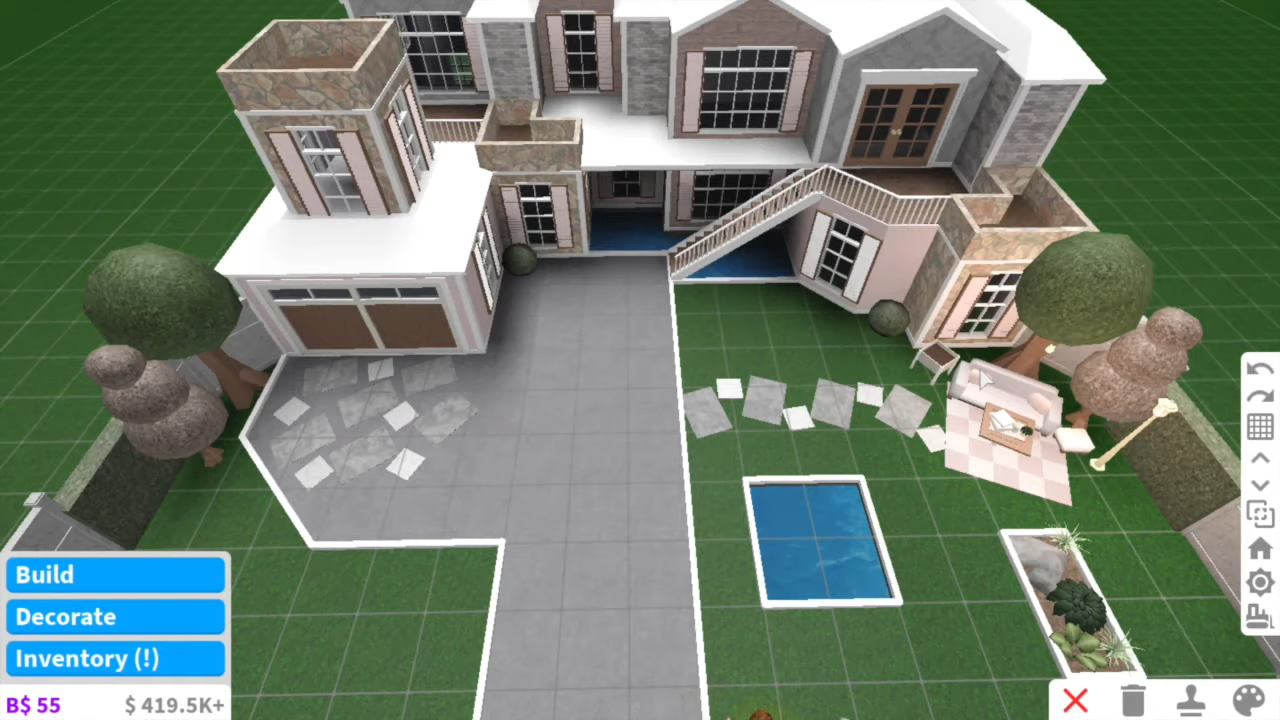 Build
Decorate
Inventory (!)
B$ 55 $ 419.5K+